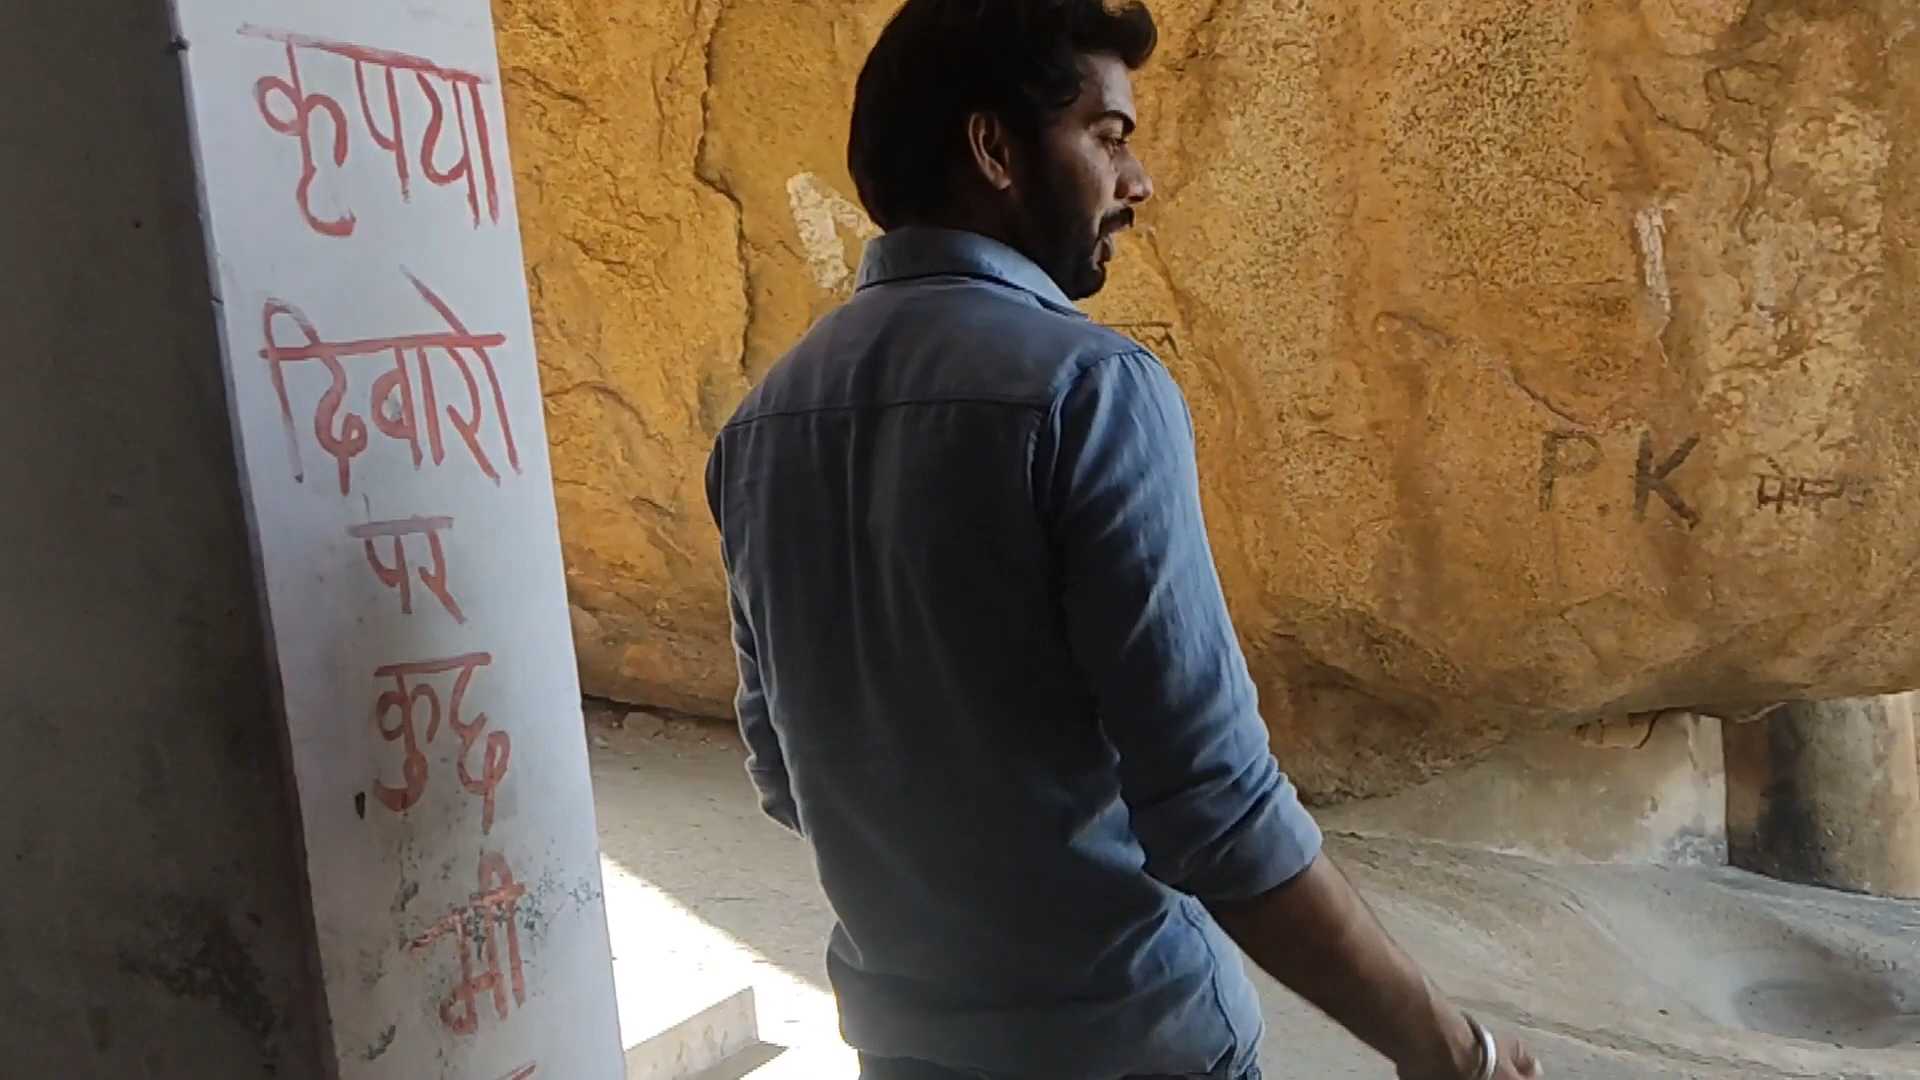 कृपया
दिवारो
पर
कुछ
भी
P.K